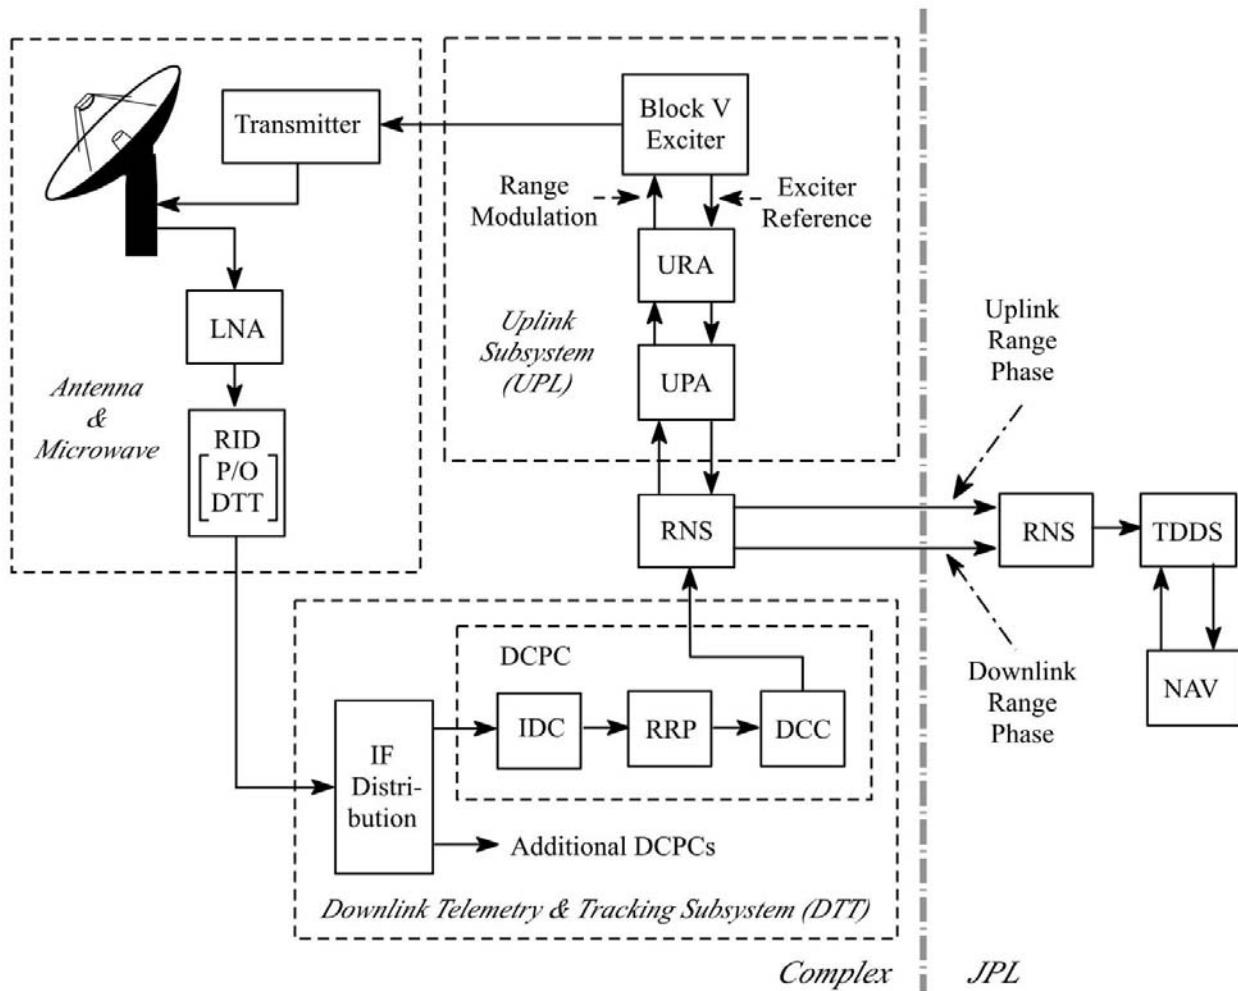 Transmitter
Block V
Exciter
Range
Modulation
Exciter
Reference
URA
LNA
Uplink
Subsystem
(UPL)
UPA
Uplink
Range
Phase
Antenna
&
Microwave
RID
P/O
DTT
RNS
RNS
TDDS
DCPC
IDC
RRP
DCC
Downlink
Range
Phase
NAV
IF
Distri-
bution
Additional DCPCs
Downlink Telemetry & Tracking Subsystem (DTT)
Complex
JPL